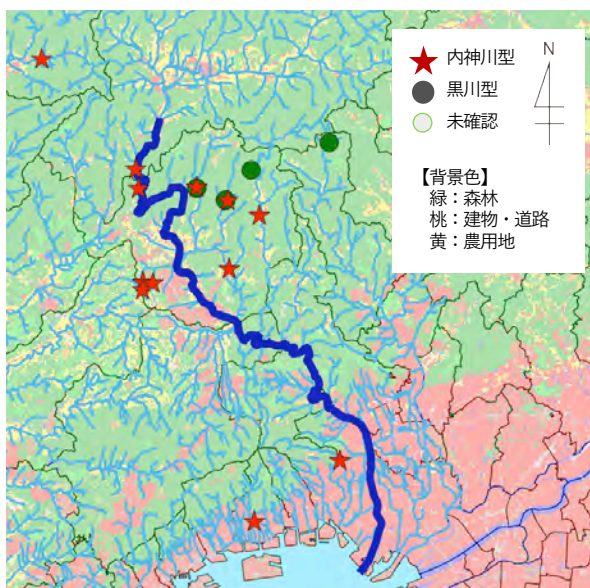 内神川型
黒川型
未確認
N
【背景色】
緑：森林
桃：建物・道路
黄：農用地